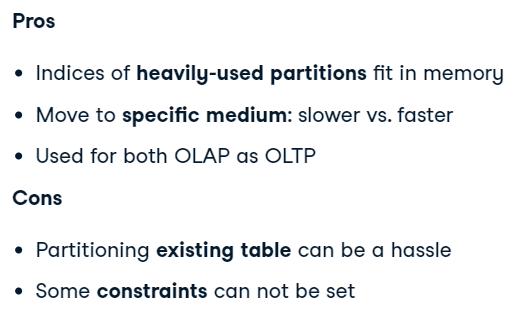 Pros
• Indices of heavily-used partitions fit in memory
• Move to specific medium: slower vs. faster
• Used for both OLAP as OLTP
Cons
• Partitioning existing table can be a hassle
• Some constraints can not be set